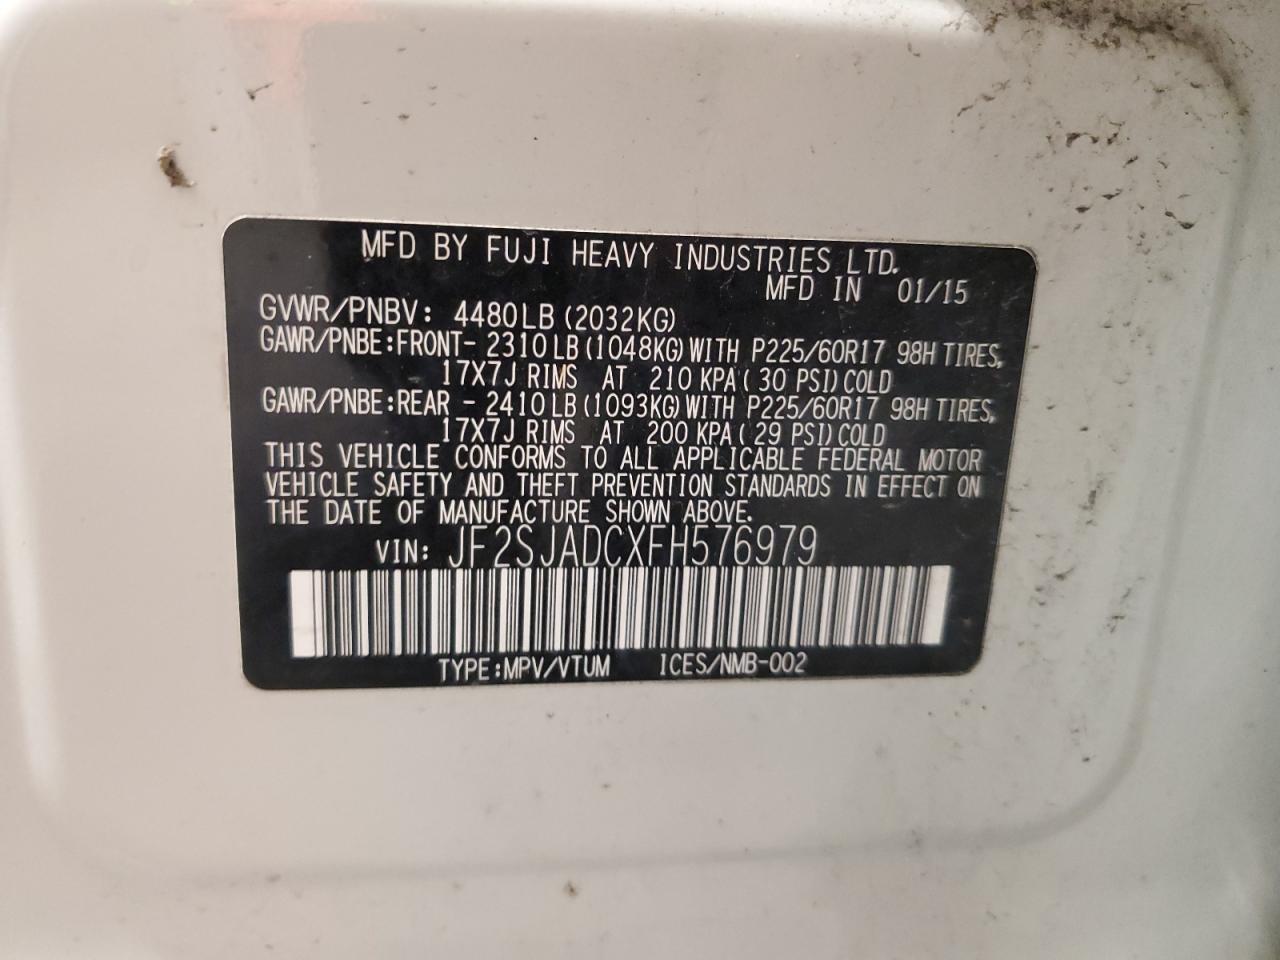 MFD BY FUJI HEAVY INDUSTRIES LTD.
MFD IN 01/15
GVWR/PNBV: 4480LB(2032KG)
GAWR/PNBE:FRONT- 2310LB(1048KG)WITH P225/60R17 98H TIRES,
17X7J RIMS AT 210 KPA(30 PSI)COLD
GAWR/PNBE:REAR - 2410LB(1093KG)WITH P225/60R17 98H TIRES,
17X7J RIMS AT 200 KPA(29 PSI)COLD
THIS VEHICLE CONFORMS TO ALL APPLICABLE FEDERAL MOTOR
VEHICLE SAFETY AND THEFT PREVENTION STANDARDS IN EFFECT ON
THE DATE OF MANUFACTURE SHOWN ABOVE.
VIN: JF2SJADCXFH576979
TYPE:MPV/VTUM ICES/NMB-002